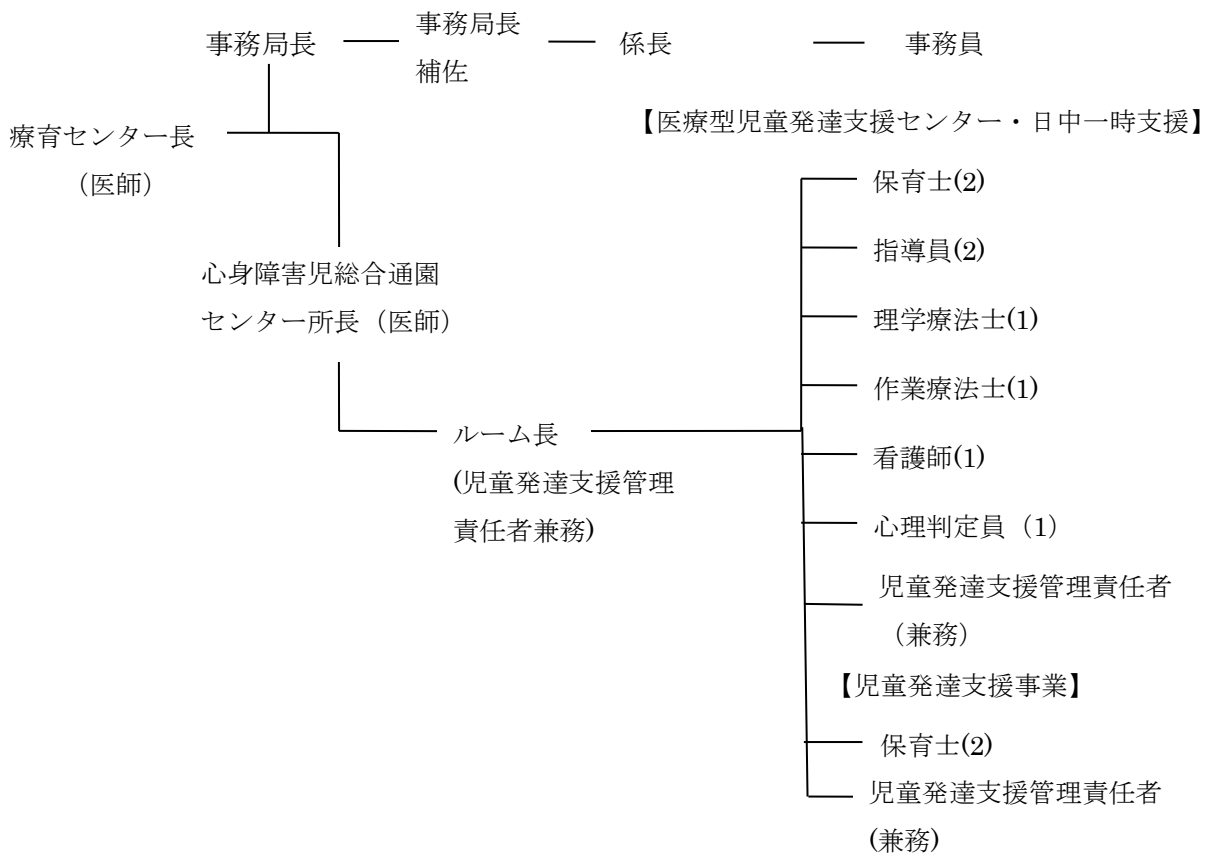 事務局長
事務局長
補佐
係長
事務員
療育センター長
（医師）
【医療型児童発達支援センター・日中一時支援】
保育士(2)
指導員(2)
心身障害児総合通園
センター所長（医師）
理学療法士(1)
作業療法士(1)
ルーム長
(児童発達支援管理
責任者兼務)
看護師(1)
心理判定員（1）
児童発達支援管理責任者
（兼務）
【児童発達支援事業】
保育士(2)
児童発達支援管理責任者
(兼務)